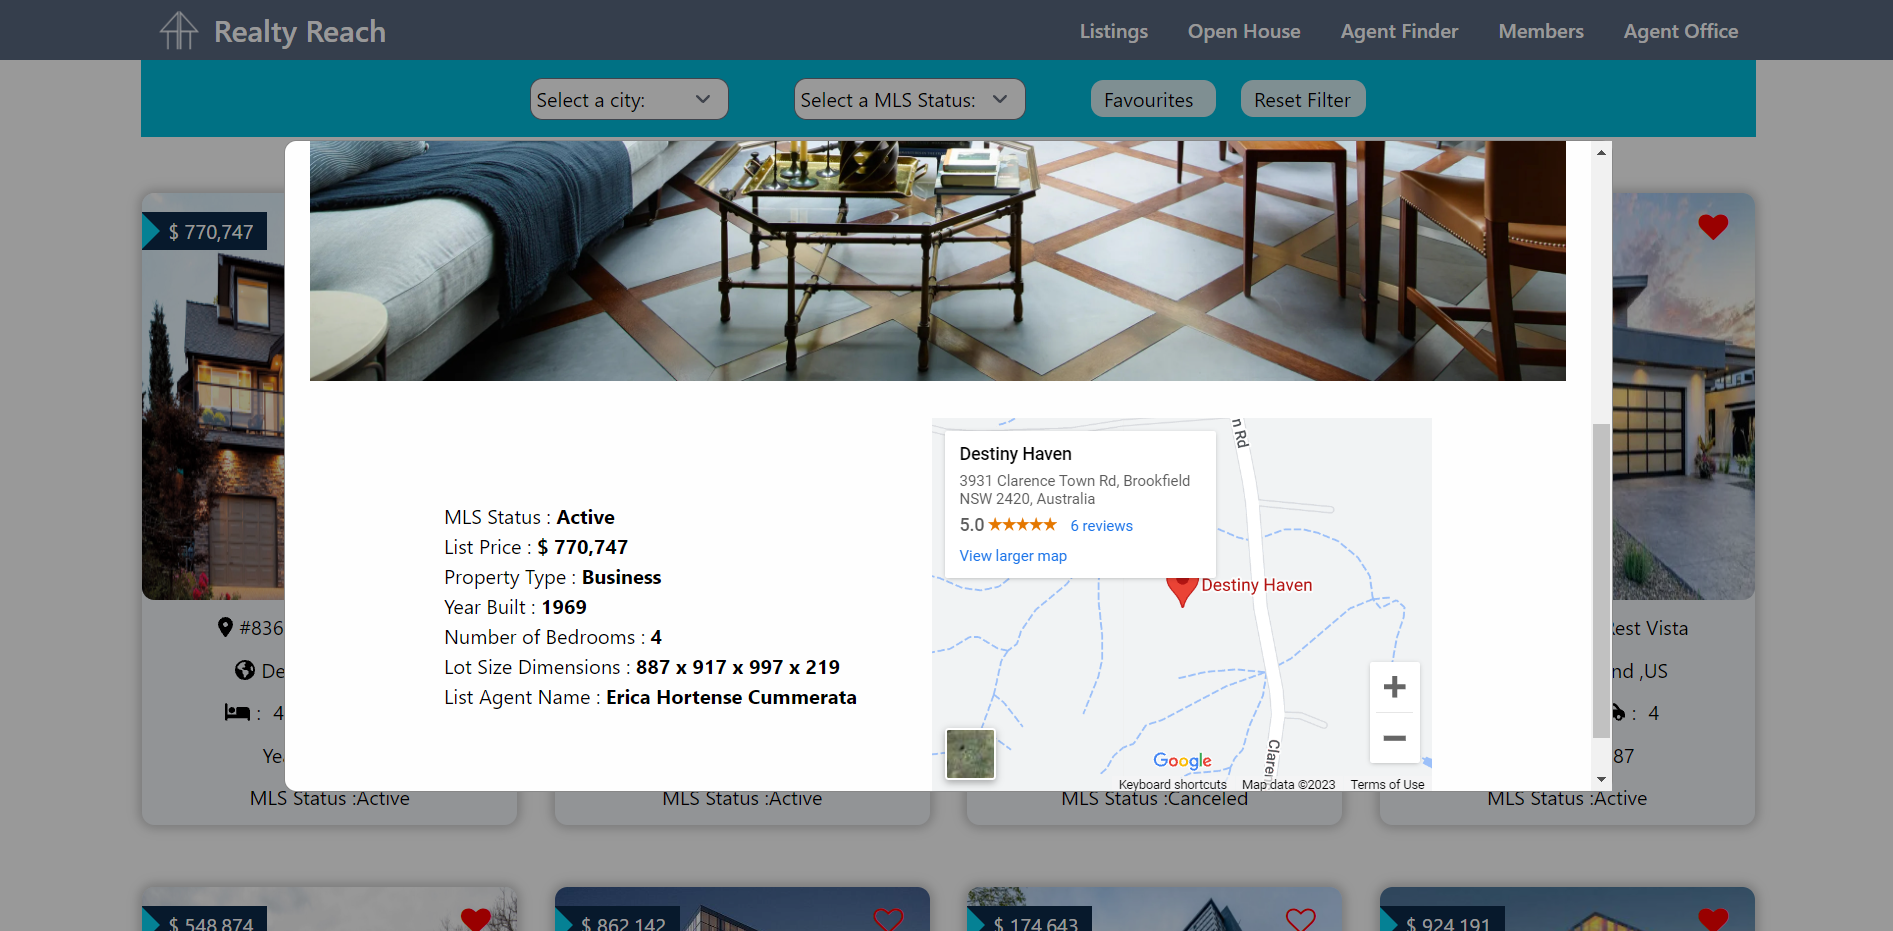 Realty Reach
Listings
Open House
Agent Finder
Members
Agent Office
Select a city:
Select a MLS Status:
Favourites
Reset Filter
$ 770,747
n Rd
Destiny Haven
3931 Clarence Town Rd, Brookfield
NSW 2420, Australia
5.0 ★★★★★ 6 reviews
View larger map
Destiny Haven
MLS Status : Active
List Price : $ 770,747
Property Type : Business
Year Built : 1969
Number of Bedrooms : 4
Lot Size Dimensions : 887 x 917 x 997 x 219
List Agent Name : Erica Hortense Cummerata
Google
Claren
Keyboard shortcuts
Map data ©2023
Terms of Use
#836
De
: 4
Yea
MLS Status :Active
MLS Status :Active
MLS Status :Canceled
Rest Vista
nd ,US
: 4
87
MLS Status :Active
$ 548,874
$ 862,142
$ 174,643
$ 924,191